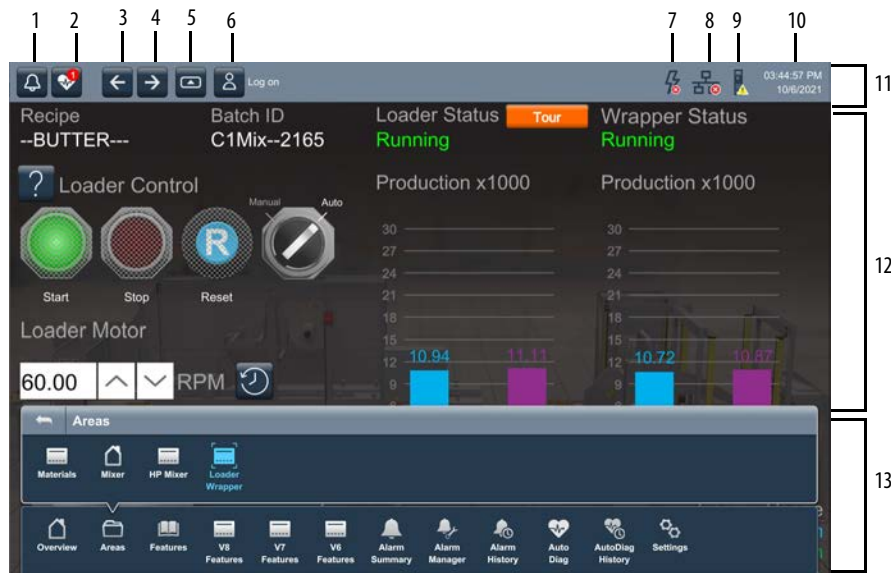 1 2 3 4 5 6 7 8 9 10
Log on
1
03:44:57 PM
10/6/2021
11
Recipe
--BUTTER---
Batch ID
C1Mix--2165
Loader Status
Running
Tour
Wrapper Status
Running
? Loader Control
Manual
Auto
R
Start
Stop
Reset
Production x1000
30
27
24
21
18
15
12
9
10.94
11.11
Production x1000
30
27
24
21
18
15
12
9
10.72
10.87
12
Loader Motor
60.00
RPM
Areas
Materials
Mixer
HP Mixer
Loader
Wrapper
13
Overview
Areas
Features
V8
Features
V7
Features
V6
Features
Alarm
Summary
Alarm
Manager
Alarm
History
Auto
Diag
AutoDiag
History
Settings